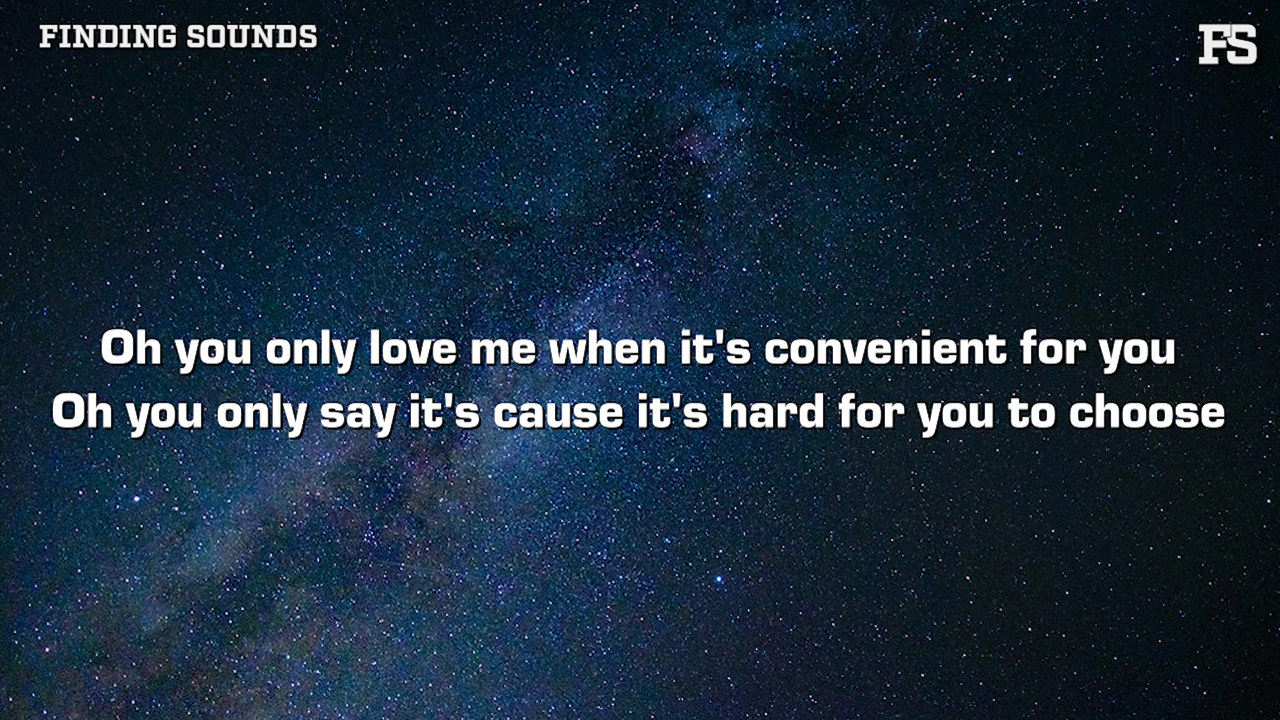 FINDING SOUNDS
FS
Oh you only love me when it's convenient for you
Oh you only say it's cause it's hard for you to choose